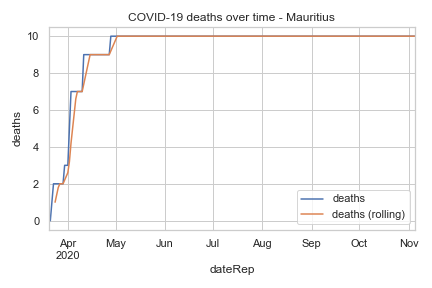 COVID-19 deaths over time - Mauritius
10
8
6
4
2
0
deaths
deaths
deaths (rolling)
Apr May Jun Jul Aug Sep Oct Nov
2020
dateRep